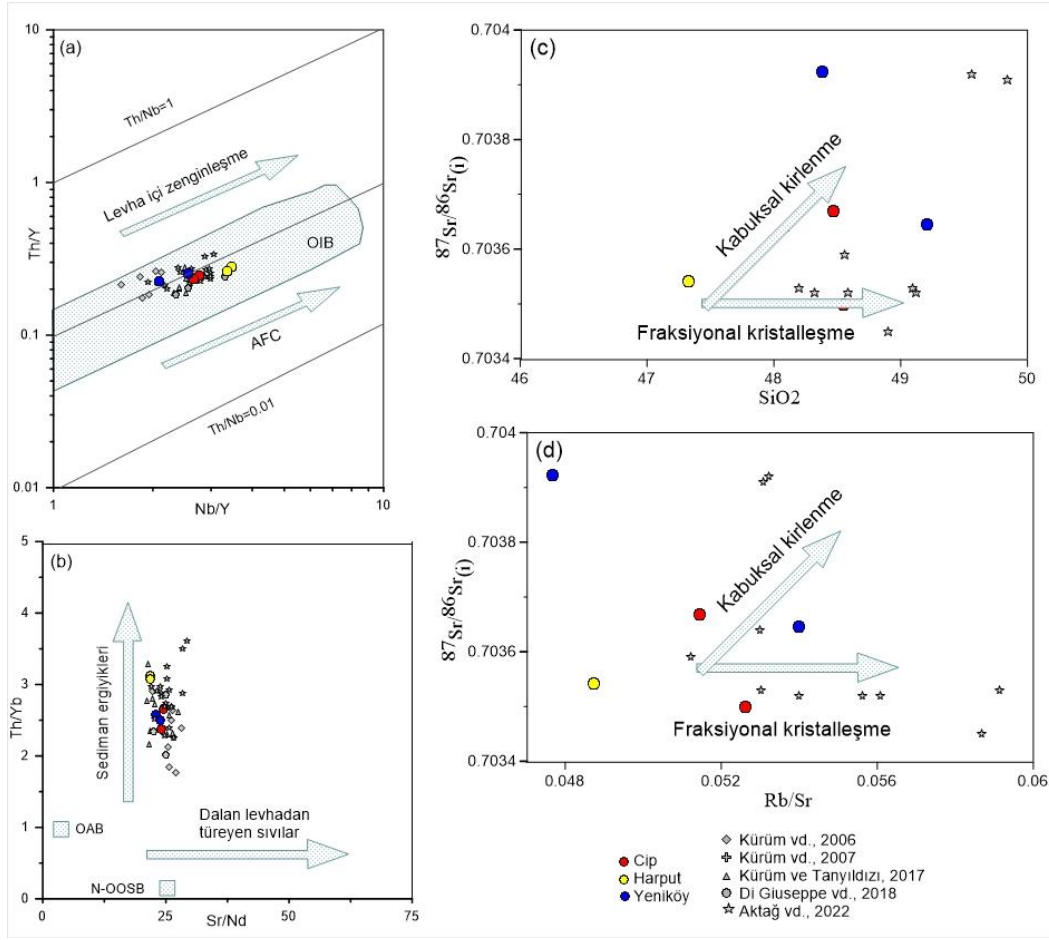 (a)
10
1
0.1
0.01
Th/Y
1
10
Nb/Y
Th/Nb=1
Levha içi zenginleşme
OIB
AFC
Th/Nb=0.01
(b)
5
4
3
2
1
0
Th/Yb
0
25
50
75
Sr/Nd
Sediman ergiyikleri
OAB
N-OOSB
Dalan levhadan
türeyen sıvılar
(c)
0.704
0.7038
0.7036
0.7034
87Sr/86Sr(i)
46
47
48
49
50
SiO2
Kabuksal kirlenme
Fraksiyonal kristalleşme
(d)
0.704
0.7038
0.7036
0.7034
87Sr/86Sr(i)
0.048
0.052
0.056
0.06
Rb/Sr
Kabuksal kirlenme
Fraksiyonal kristalleşme
Cip
Harput
Yeniköy
Kürüm vd., 2006
Kürüm vd., 2007
Kürüm ve Tanyıldızı, 2017
Di Giuseppe vd., 2018
Aktağ vd., 2022